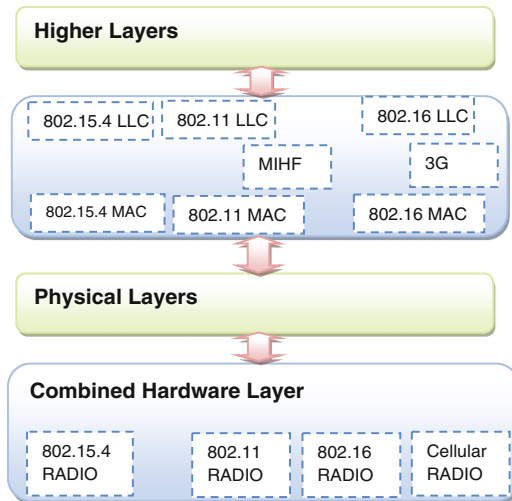 Higher Layers
802.15.4 LLC
802.11 LLC
802.16 LLC
MIHF
3G
802.15.4 MAC
802.11 MAC
802.16 MAC
Physical Layers
Combined Hardware Layer
802.15.4
RADIO
802.11
RADIO
802.16
RADIO
Cellular
RADIO